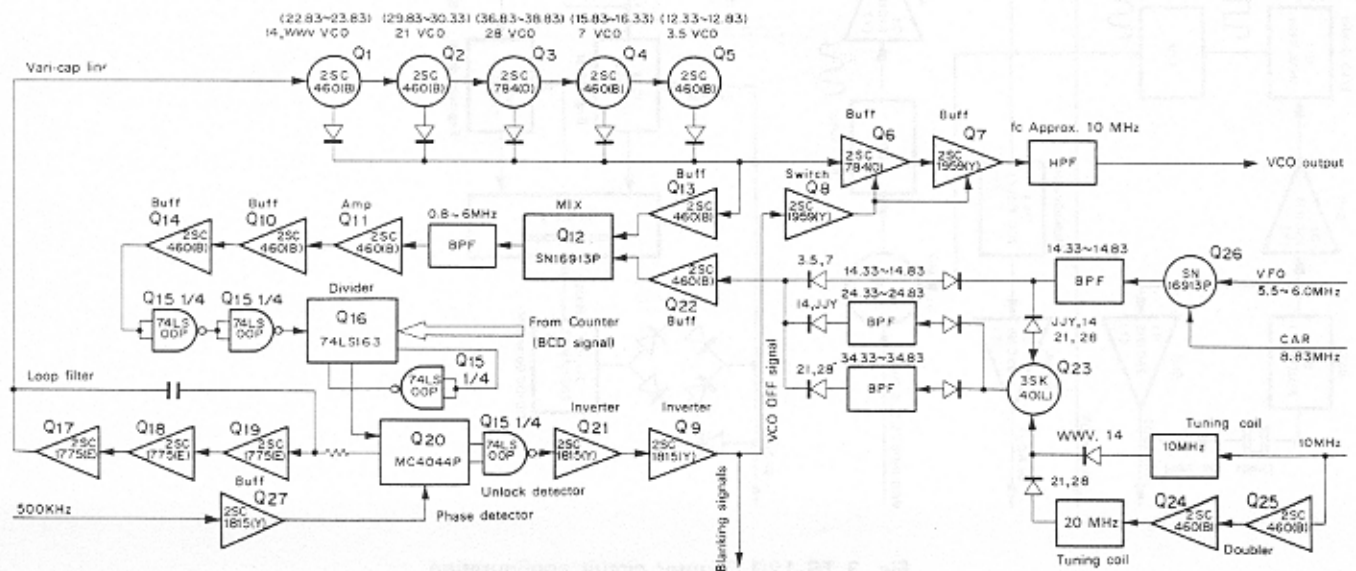 (22.83~23.83) (29.83~30.33) (36.83~38.83) (15.83~16.33) (12.33~12.83)
14,WWV VCO 21 VCO 28 VCO 7 VCO 3.5 VCO
Q1 Q2 Q3 Q4 Q5
Vari-cap line
2SC 460(B)
2SC 460(B)
2SC 784(O)
2SC 460(B)
2SC 460(B)
Buff
Q6
2SC 784(O)
Buff
Q7
2SC 1959(Y)
fc Approx. 10 MHz
HPF
VCO output
Switch
Q8
2SC 1959(Y)
Buff
Q13
2SC 460(B)
MIX
Q12
SN16913P
0.8~6MHz
BPF
Amp
Q11
2SC 460(B)
Buff
Q10
2SC 460(B)
Buff
Q14
2SC 460(B)
2SC 460(B)
Q22
Buff
3.5,7
14.33~14.83
14.33~14.83
BPF
Q26
SN 16913P
VFO
5.5~6.0MHz
CAR
8.83MHz
14,JJY
24.33~24.83
BPF
JJY,14
21,28
21,28
34.33~34.83
BPF
Q23
3SK 40(L)
Q15 1/4
74LS 00P
Q15 1/4
74LS 00P
Divider
Q16
74LS163
From Counter
(BCD signal)
Q15
1/4
74LS 00P
Loop filter
Q17
2SC 1775(E)
Q18
2SC 1775(E)
Q19
2SC 1775(E)
Q20
MC4044P
Q15 1/4
74LS 00P
Inverter
Q21
2SC 1815(Y)
Inverter
Q9
2SC 1815(Y)
VCO OFF signal
Unlock detector
Phase detector
Blanking signals
Buff
Q27
500KHz
2SC 1815(Y)
WWV, 14
Tuning coil
10MHz
10MHz
21,28
20 MHz
Tuning coil
Q24
2SC 460(B)
Q25
2SC 460(B)
Doubler